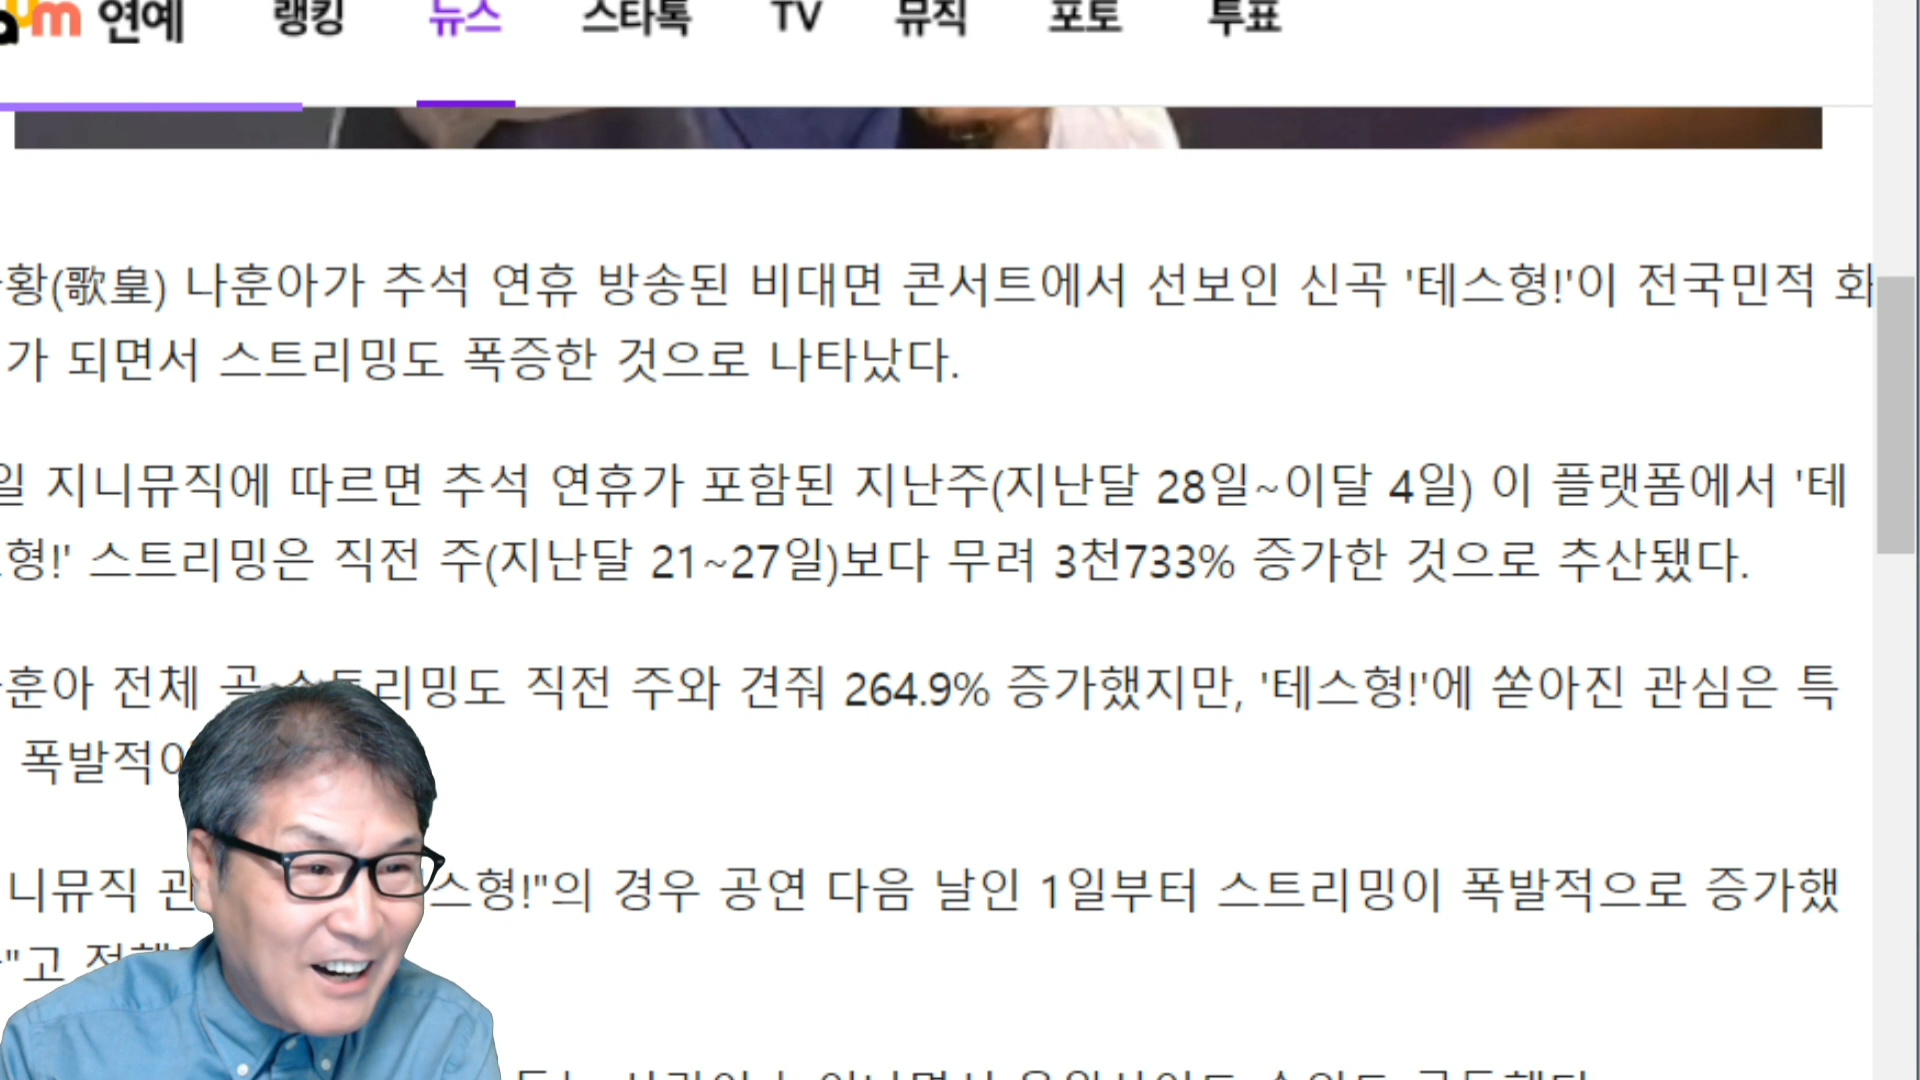 um 연예 랭킹 뉴스 스타톡 TV 뮤직 포토 투표
황(歌皇) 나훈아가 추석 연휴 방송된 비대면 콘서트에서 선보인 신곡 '테스형!'이 전국민적 화
가 되면서 스트리밍도 폭증한 것으로 나타났다.
일 지니뮤직에 따르면 추석 연휴가 포함된 지난주(지난달 28일~이달 4일) 이 플랫폼에서 '테
형!' 스트리밍은 직전 주(지난달 21~27일)보다 무려 3천733% 증가한 것으로 추산됐다.
훈아 전체 곡 스트리밍도 직전 주와 견줘 264.9% 증가했지만, '테스형!'에 쏟아진 관심은 특
폭발적
니뮤직 관 스형!"의 경우 공연 다음 날인 1일부터 스트리밍이 폭발적으로 증가했
"고